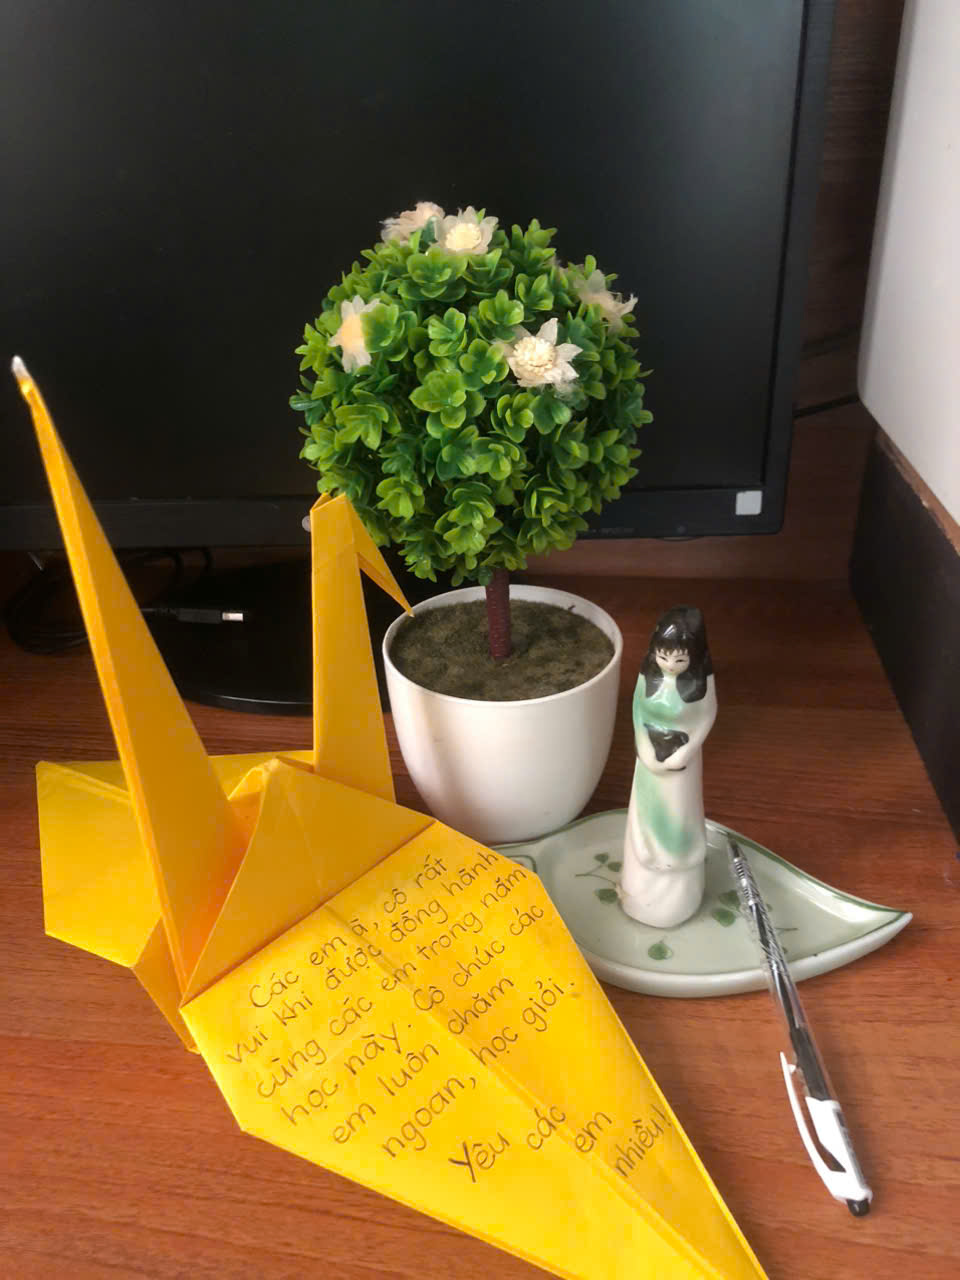 Các em à, cô rất
vui khi được đồng hành
cùng các em trong năm
học này. Cô chúc các
em luôn chăm
ngoan, học giỏi.
Yêu các em
nhiều!